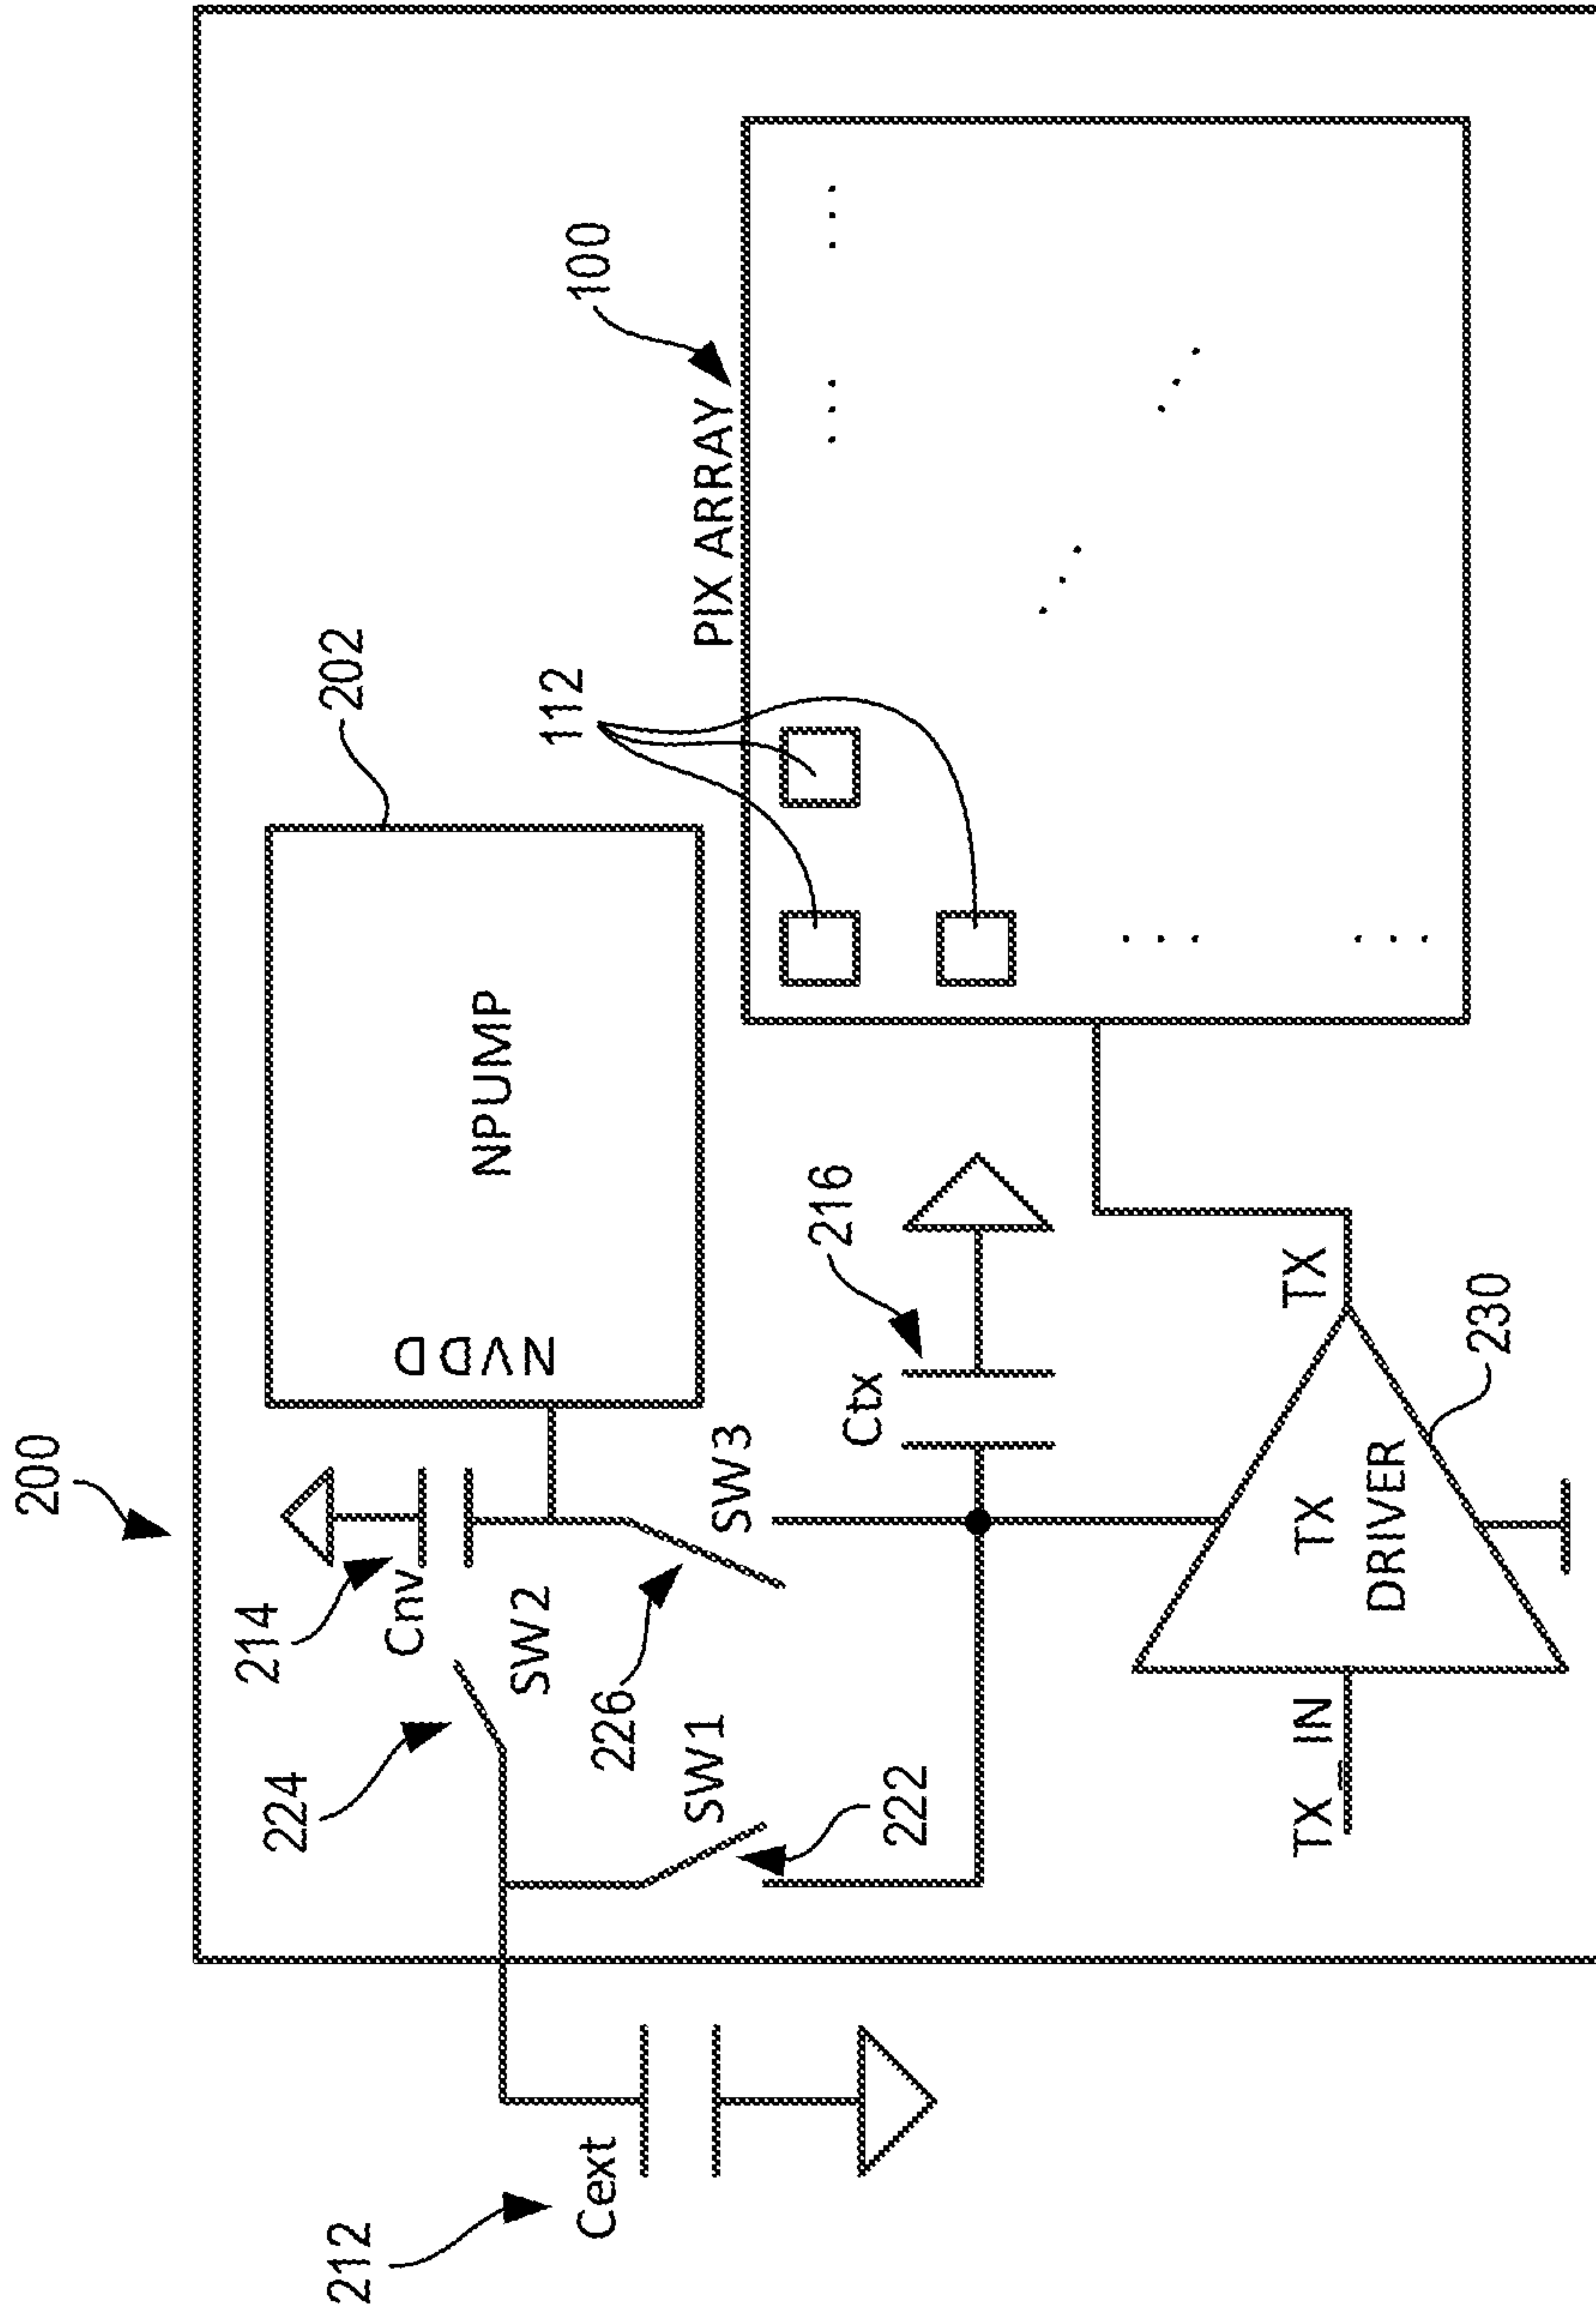 200
214
224
202
212
Cnv
NVDD
NPUMP
SW2
112
100
Cext
226
SW1
SW3
PIX ARRAY
216
Ctx
222
TX_IN
TX
DRIVER
TX
230